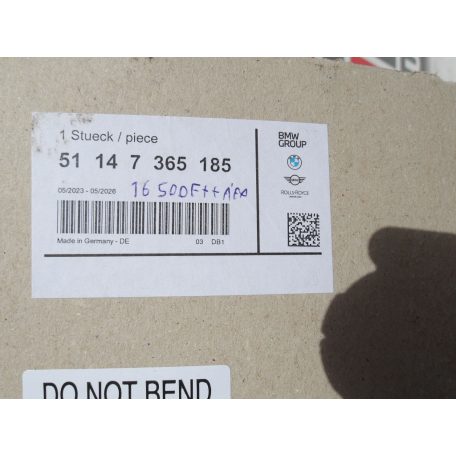 1 Stueck / piece
51 14 7 365 185
05/2023 - 05/2026
16 500Ft+ÁFA
Made in Germany - DE 03 DB1
BMW
GROUP
ROLLS-ROYCE
DO NOT BEND